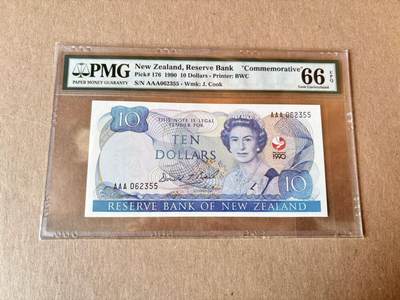 PMG
PAPER MONEY GUARANTY
New Zealand, Reserve Bank "Commemorative"
Pick# 176 1990 10 Dollars - Printer: BWC
S/N AAA062355 - Wmk: J. Cook
66 EPQ
Gem Uncirculated
10
THIS NOTE IS LEGAL
TENDER FOR
TEN
DOLLARS
AAA 062355
1990
AAA 062355
10
RESERVE BANK OF NEW ZEALAND